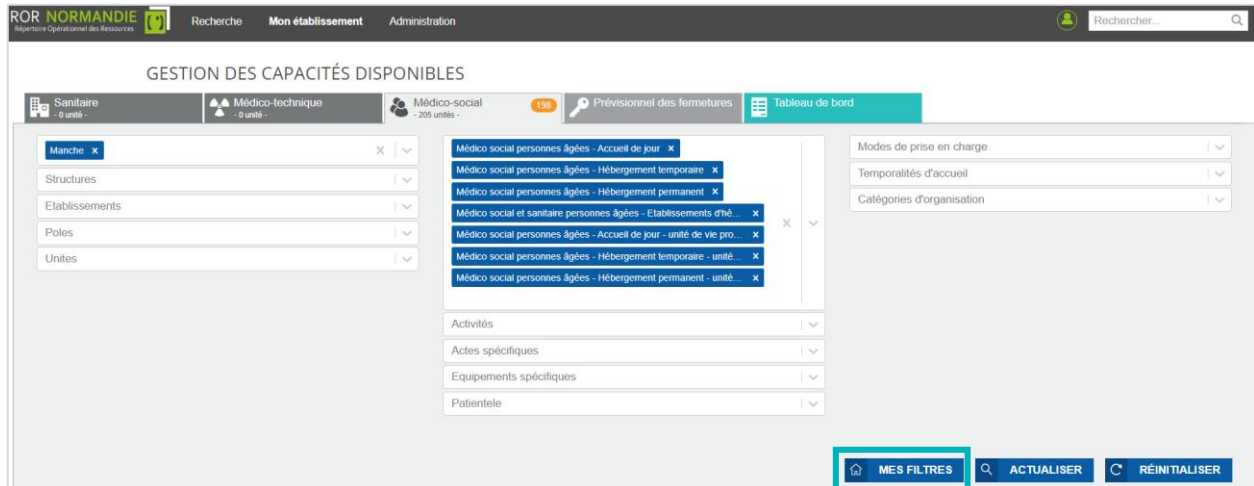 ROR NORMANDIE
Répertoire Opérationnel des Ressources
Recherche
Mon établissement
Administration
Rechercher...
GESTION DES CAPACITÉS DISPONIBLES
Sanitaire
- 0 unité -
Médico-technique
- 0 unité -
Médico-social
- 205 unités -
198
Prévisionnel des fermetures
Tableau de bord
Manche x
Structures
Etablissements
Poles
Unites
Médico social personnes âgées - Accueil de jour x
Médico social personnes âgées - Hébergement temporaire x
Médico social personnes âgées - Hébergement permanent x
Médico social et sanitaire personnes âgées - Etablissements d'hé... x
Médico social personnes âgées - Accueil de jour - unité de vie pro... x
Médico social personnes âgées - Hébergement temporaire - unité... x
Médico social personnes âgées - Hébergement permanent - unité... x
Activités
Actes spécifiques
Equipements spécifiques
Patientele
Modes de prise en charge
Temporalités d'accueil
Catégories d'organisation
MES FILTRES
ACTUALISER
RÉINITIALISER